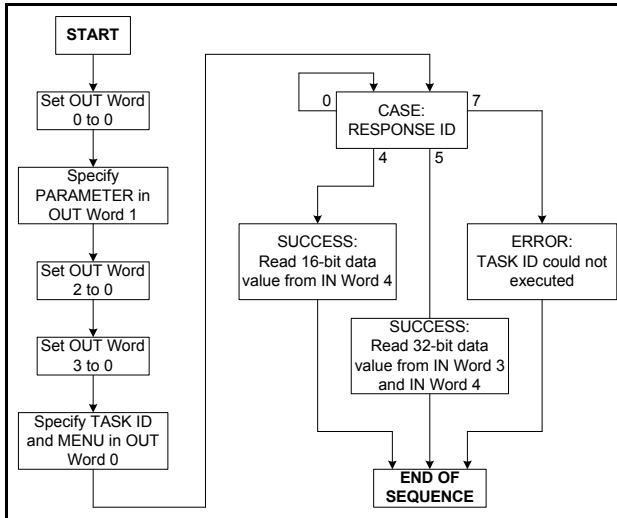 START
Set OUT Word
0 to 0
Specify
PARAMETER in
OUT Word 1
Set OUT Word
2 to 0
Set OUT Word
3 to 0
Specify TASK ID
and MENU in OUT
Word 0
0
CASE:
RESPONSE ID
7
4
5
SUCCESS:
Read 16-bit data
value from IN Word 4
ERROR:
TASK ID could not
executed
SUCCESS:
Read 32-bit data
value from IN Word 3
and IN Word 4
END OF
SEQUENCE